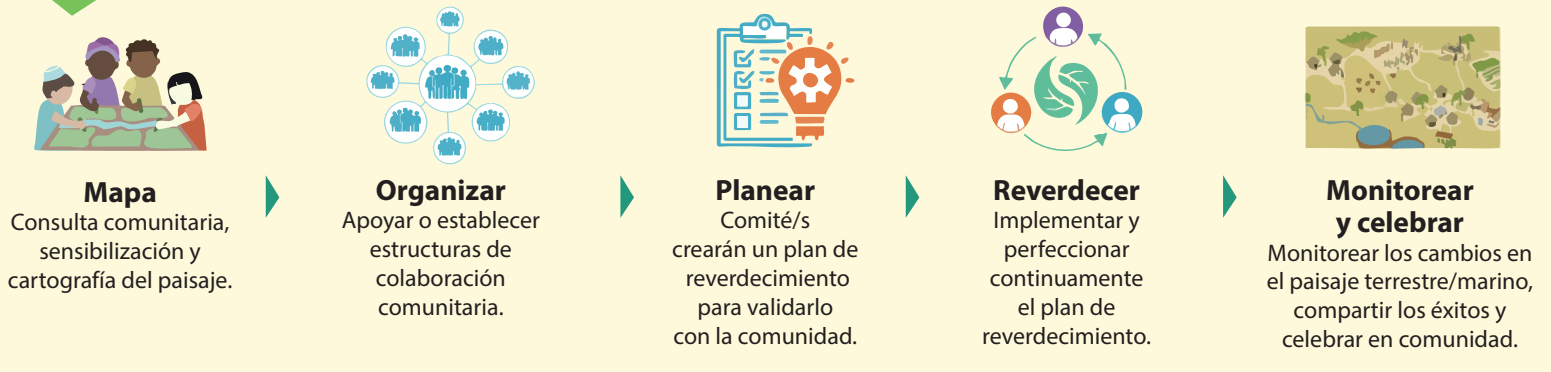 Mapa
Consulta comunitaria,
sensibilización y
cartografía del paisaje.
Organizar
Apoyar o establecer
estructuras de
colaboración
comunitaria.
Planear
Comité/s
crearán un plan de
reverdecimiento
para validarlo
con la comunidad.
Reverdecer
Implementar y
perfeccionar
continuamente
el plan de
reverdecimiento.
Monitorear
y celebrar
Monitorear los cambios en
el paisaje terrestre/marino,
compartir los éxitos y
celebrar en comunidad.